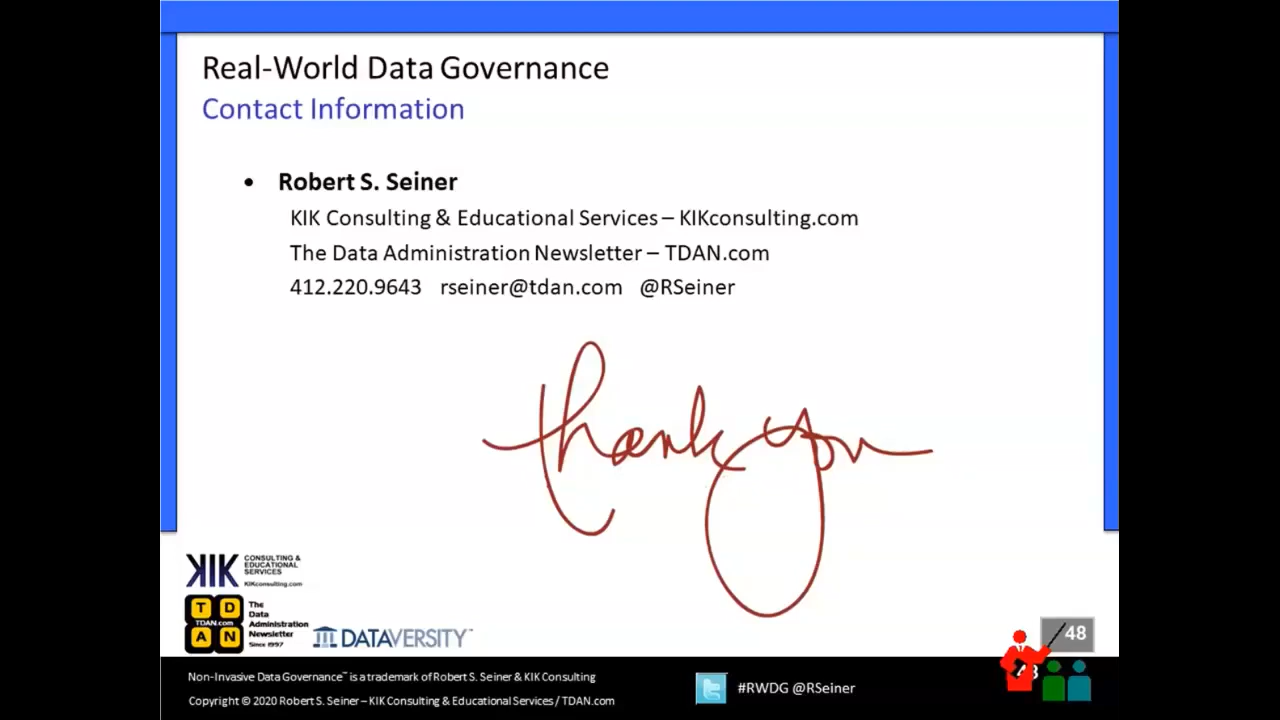 Real-World Data Governance
Contact Information
• Robert S. Seiner
KIK Consulting & Educational Services – KIKconsulting.com
The Data Administration Newsletter – TDAN.com
412.220.9643 rseiner@tdan.com @RSeiner
thank you
KIK CONSULTING &
EDUCATIONAL
SERVICES
KIKconsulting.com
T D
TDAN.com
A N
The
Data
Administration
Newsletter
Since 1997
DATAVERSITY™
48
Non-Invasive Data Governance™ is a trademark of Robert S. Seiner & KIK Consulting
Copyright © 2020 Robert S. Seiner – KIK Consulting & Educational Services / TDAN.com
#RWDG @RSeiner